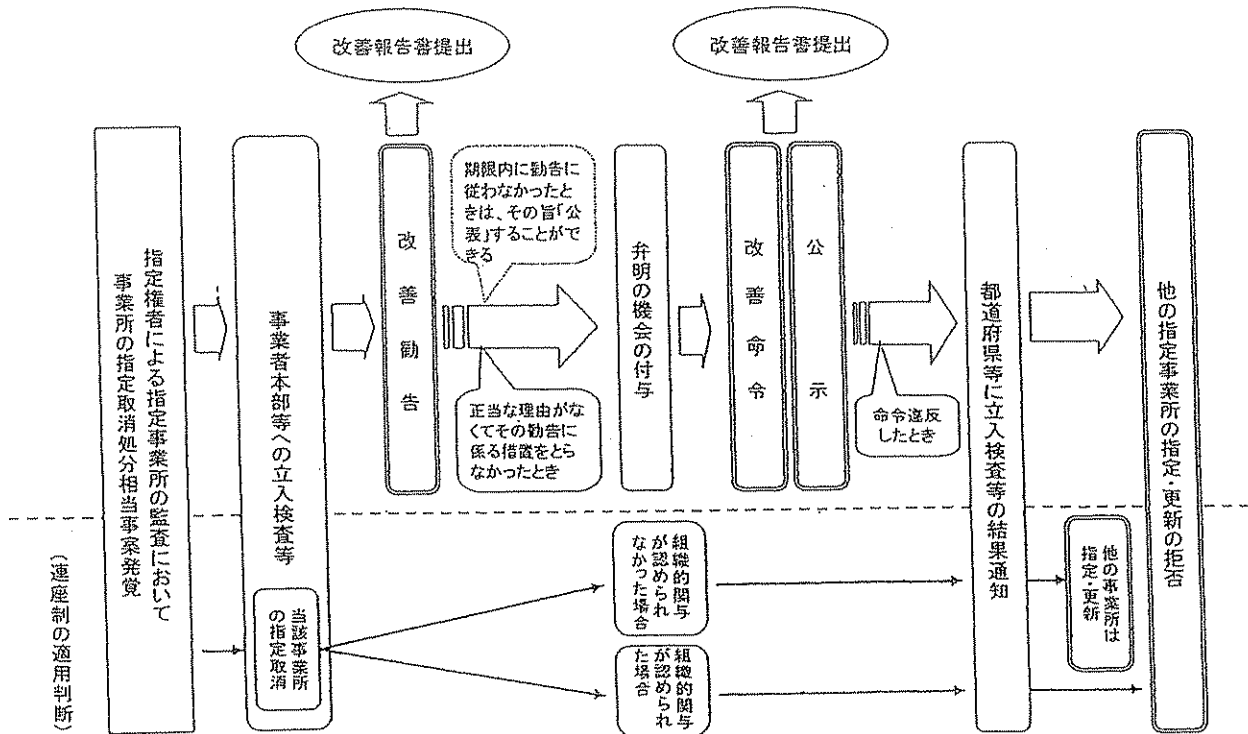 改善報告書提出
改善報告書提出
指定権者による指定事業所の監査において
事業所の指定取消処分相当事案発覚
事業者本部等への立入検査等
改善勧告
期限内に勧告に
従わなかったと
きは、その旨「公
表」することがで
きる
正当な理由がな
くてその勧告に
係る措置をとら
なかったとき
弁明の機会の付与
改善命令
公示
命令違反
したとき
都道府県等に立入検査等の結果通知
他の指定事業所の指定・更新の拒否
(連座制の適用判断)
当該事業所
の指定取消
組織的関与
が認められ
なかった場合
組織的関与
が認められ
た場合
他の事業所は
指定・更新